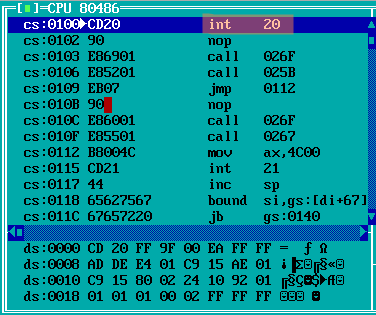 [■]=CPU 80486
cs:0100►CD20 int 20
cs:0102 90 nop
cs:0103 E86901 call 026F
cs:0106 E85201 call 025B
cs:0109 EB07 jmp 0112
cs:010B 90 nop
cs:010C E86001 call 026F
cs:010F E85501 call 0267
cs:0112 B8004C mov ax,4C00
cs:0115 CD21 int 21
cs:0117 44 inc sp
cs:0118 65627567 bound si,gs:[di+67]
cs:011C 67657220 jb gs:0140
ds:0000 CD 20 FF 9F 00 EA FF FF = ƒ Ω
ds:0008 AD DE E4 01 C9 15 AE 01 ¡▐Σ☺╔§«☺
ds:0010 C9 15 80 02 24 10 92 01 ╔§Ç☻$►Æ☺
ds:0018 01 01 01 00 02 FF FF FF ☺☺☺ ☻